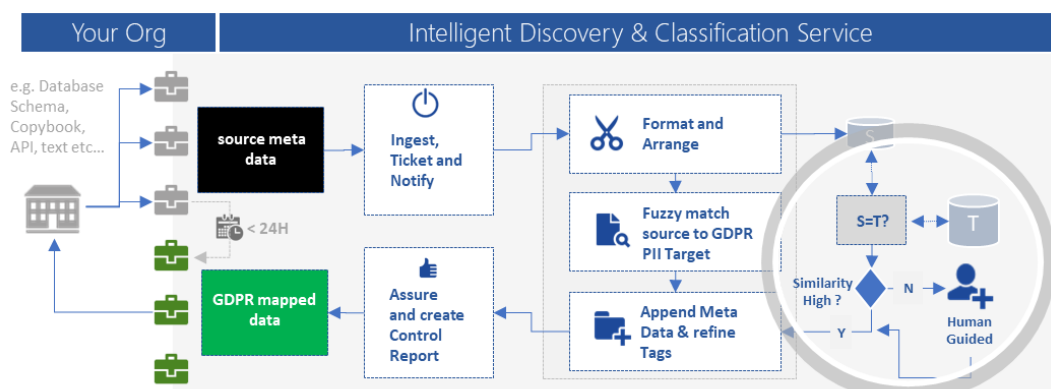 Your Org
Intelligent Discovery & Classification Service
e.g. Database
Schema,
Copybook,
API, text etc...
source meta
data
Ingest,
Ticket and
Notify
Format and
Arrange
S
< 24H
Fuzzy match
source to GDPR
PII Target
S=T?
T
GDPR mapped
data
Assure
and create
Control
Report
Append Meta
Data & refine
Tags
Similarity
High ?
N
Y
Human
Guided